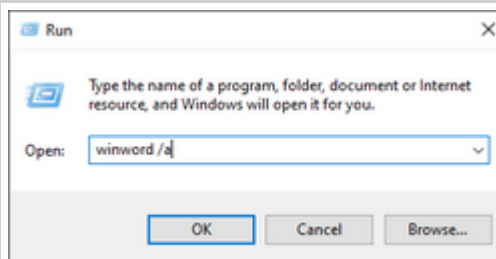 Run
Type the name of a program, folder, document or Internet
resource, and Windows will open it for you.
Open: winword /a
OK Cancel Browse...